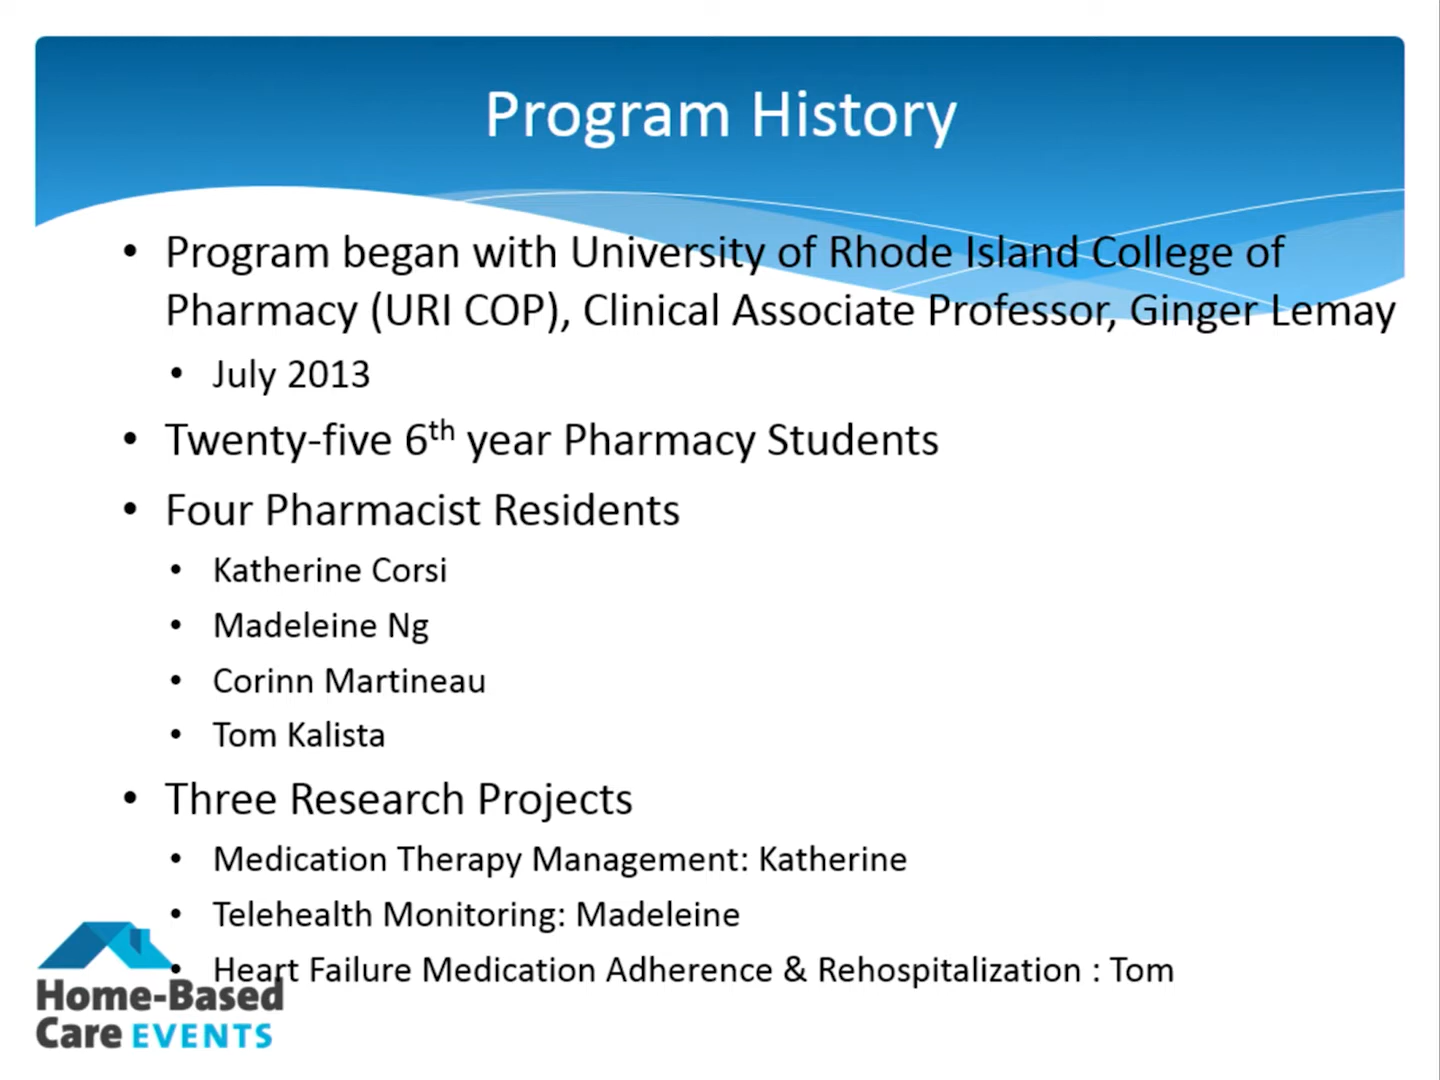 Program History
• Program began with University of Rhode Island College of
Pharmacy (URI COP), Clinical Associate Professor, Ginger Lemay
• July 2013
• Twenty-five 6th year Pharmacy Students
• Four Pharmacist Residents
• Katherine Corsi
• Madeleine Ng
• Corinn Martineau
• Tom Kalista
• Three Research Projects
• Medication Therapy Management: Katherine
• Telehealth Monitoring: Madeleine
• Heart Failure Medication Adherence & Rehospitalization : Tom
Home-Based
Care EVENTS